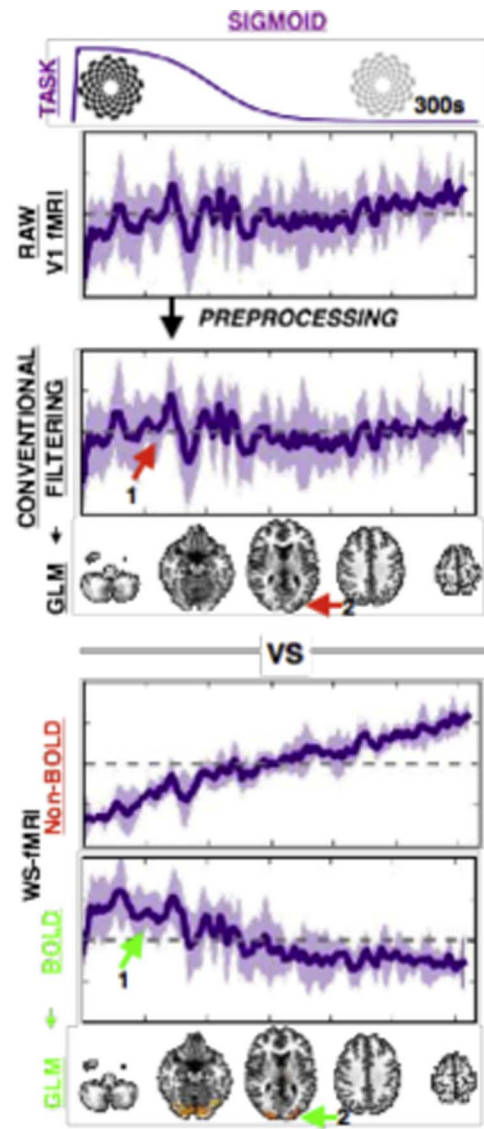 SIGMOID
TASK
300s
RAW
V1 fMRI
PREPROCESSING
CONVENTIONAL
FILTERING
1
GLM
2
VS
Non-BOLD
WS-fMRI
BOLD
1
GLM
2